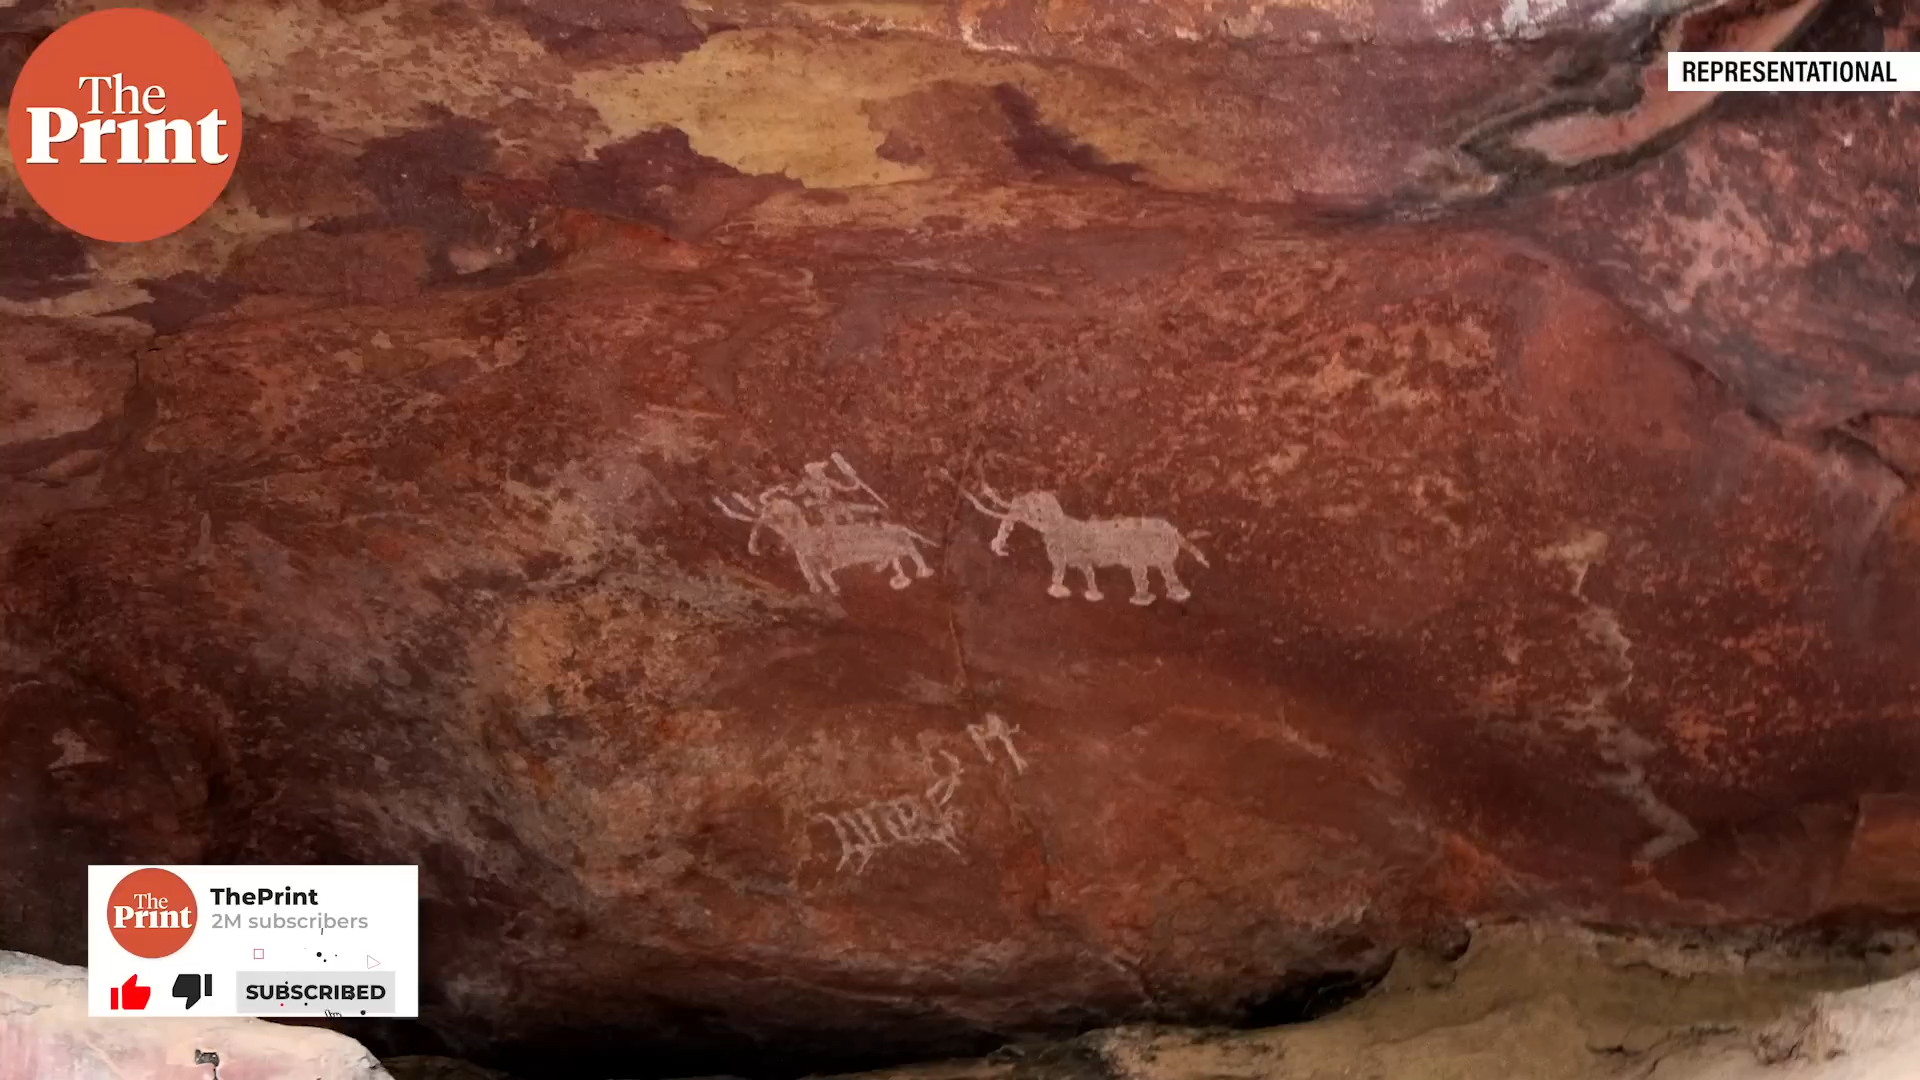 The
Print
REPRESENTATIONAL
The
Print
ThePrint
2M subscribers
SUBSCRIBED